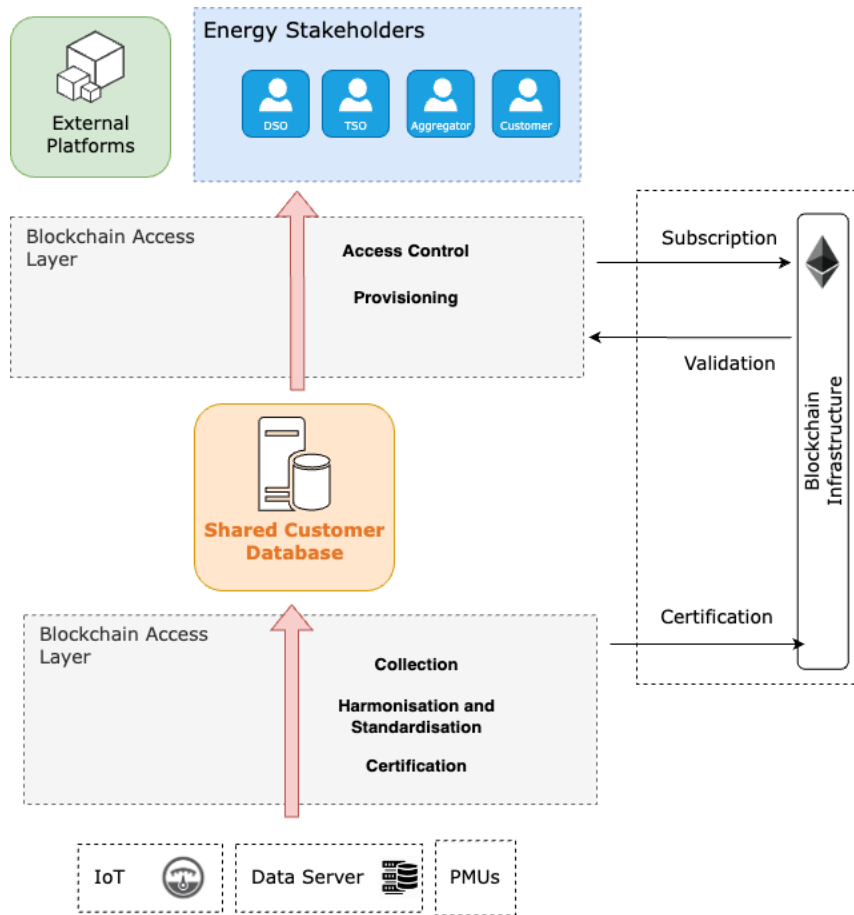 External
Platforms
Energy Stakeholders
DSO
TSO
Aggregator
Customer
Blockchain Access
Layer
Access Control
Provisioning
Subscription
Validation
Blockchain
Infrastructure
Shared Customer
Database
Blockchain Access
Layer
Collection
Harmonisation and
Standardisation
Certification
Certification
IoT
Data Server
PMUs